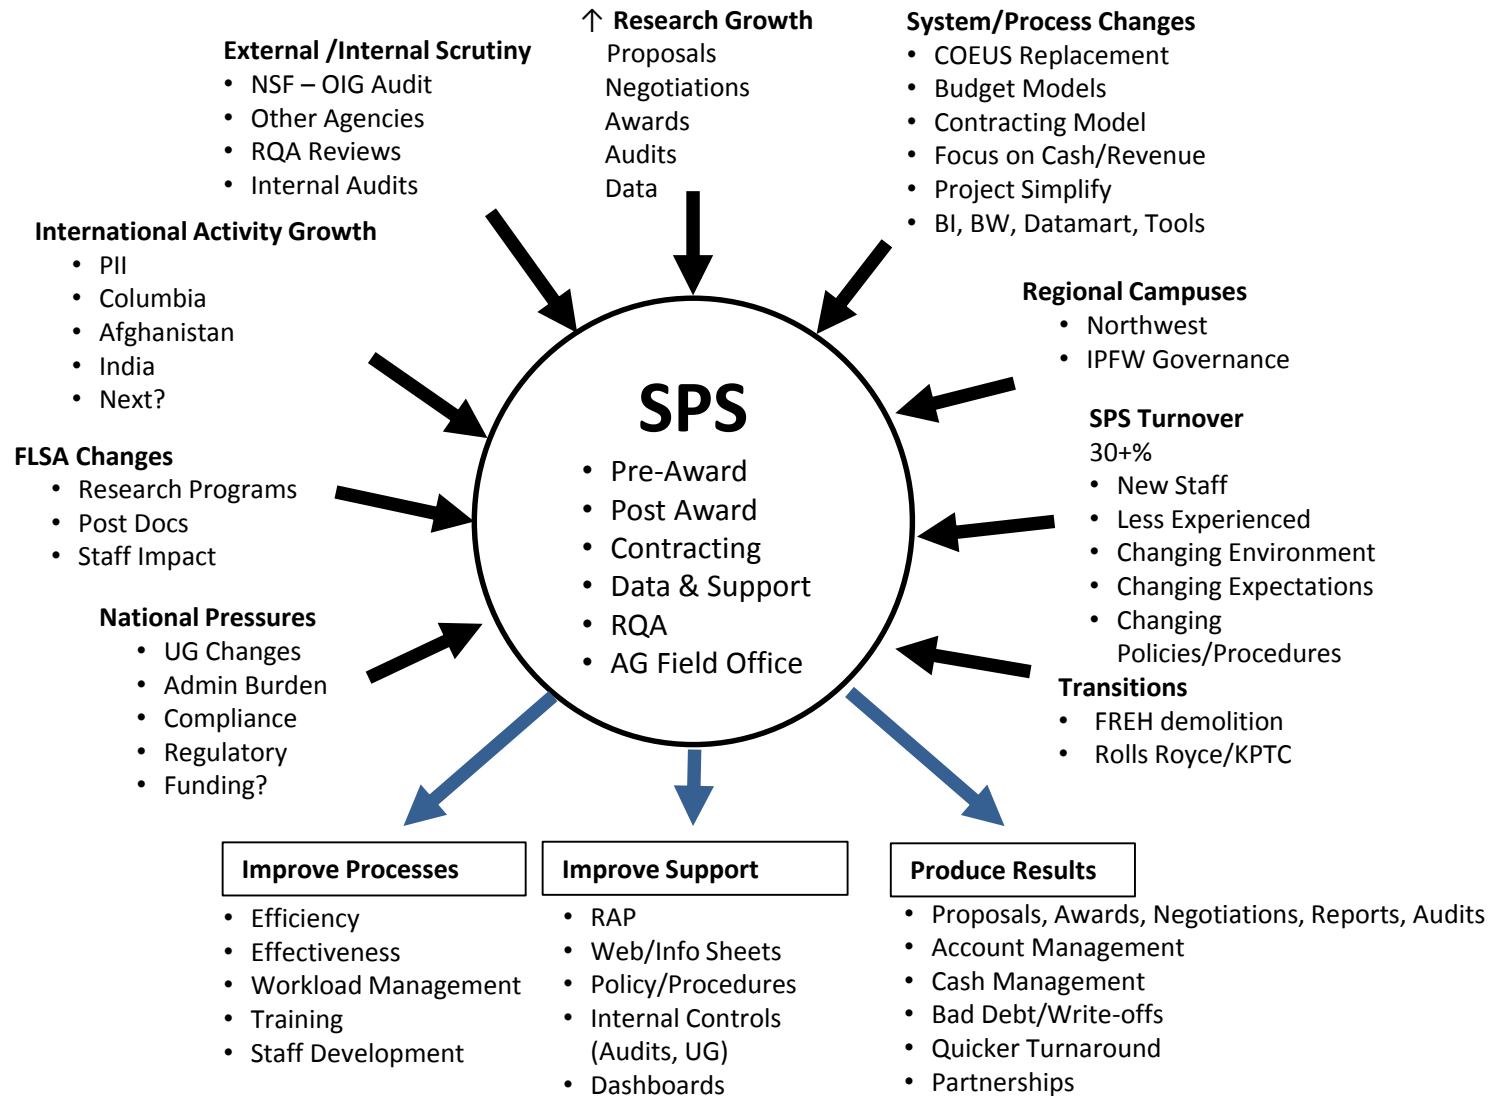 ↑ Research Growth
Proposals
Negotiations
Awards
Audits
Data
External /Internal Scrutiny
• NSF – OIG Audit
• Other Agencies
• RQA Reviews
• Internal Audits
System/Process Changes
• COEUS Replacement
• Budget Models
• Contracting Model
• Focus on Cash/Revenue
• Project Simplify
• BI, BW, Datamart, Tools
International Activity Growth
• PII
• Columbia
• Afghanistan
• India
• Next?
Regional Campuses
• Northwest
• IPFW Governance
FLSA Changes
• Research Programs
• Post Docs
• Staff Impact
SPS
• Pre-Award
• Post Award
• Contracting
• Data & Support
• RQA
• AG Field Office
SPS Turnover
30+%
• New Staff
• Less Experienced
• Changing Environment
• Changing Expectations
• Changing
Policies/Procedures
National Pressures
• UG Changes
• Admin Burden
• Compliance
• Regulatory
• Funding?
Transitions
• FREH demolition
• Rolls Royce/KPTC
Improve Processes
• Efficiency
• Effectiveness
• Workload Management
• Training
• Staff Development
Improve Support
• RAP
• Web/Info Sheets
• Policy/Procedures
• Internal Controls
(Audits, UG)
• Dashboards
Produce Results
• Proposals, Awards, Negotiations, Reports, Audits
• Account Management
• Cash Management
• Bad Debt/Write-offs
• Quicker Turnaround
• Partnerships